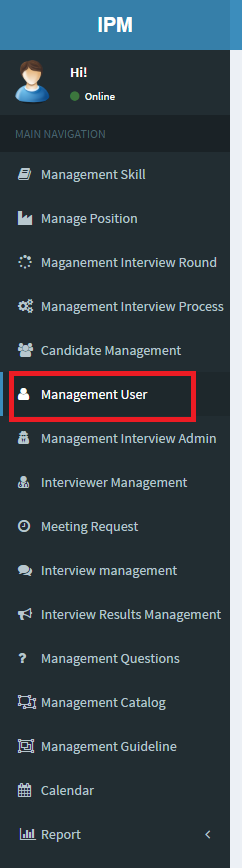 IPM
Hi!
Online
MAIN NAVIGATION
Management Skill
Manage Position
Maganement Interview Round
Management Interview Process
Candidate Management
Management User
Management Interview Admin
Interviewer Management
Meeting Request
Interview management
Interview Results Management
? Management Questions
Management Catalog
Management Guideline
Calendar
Report